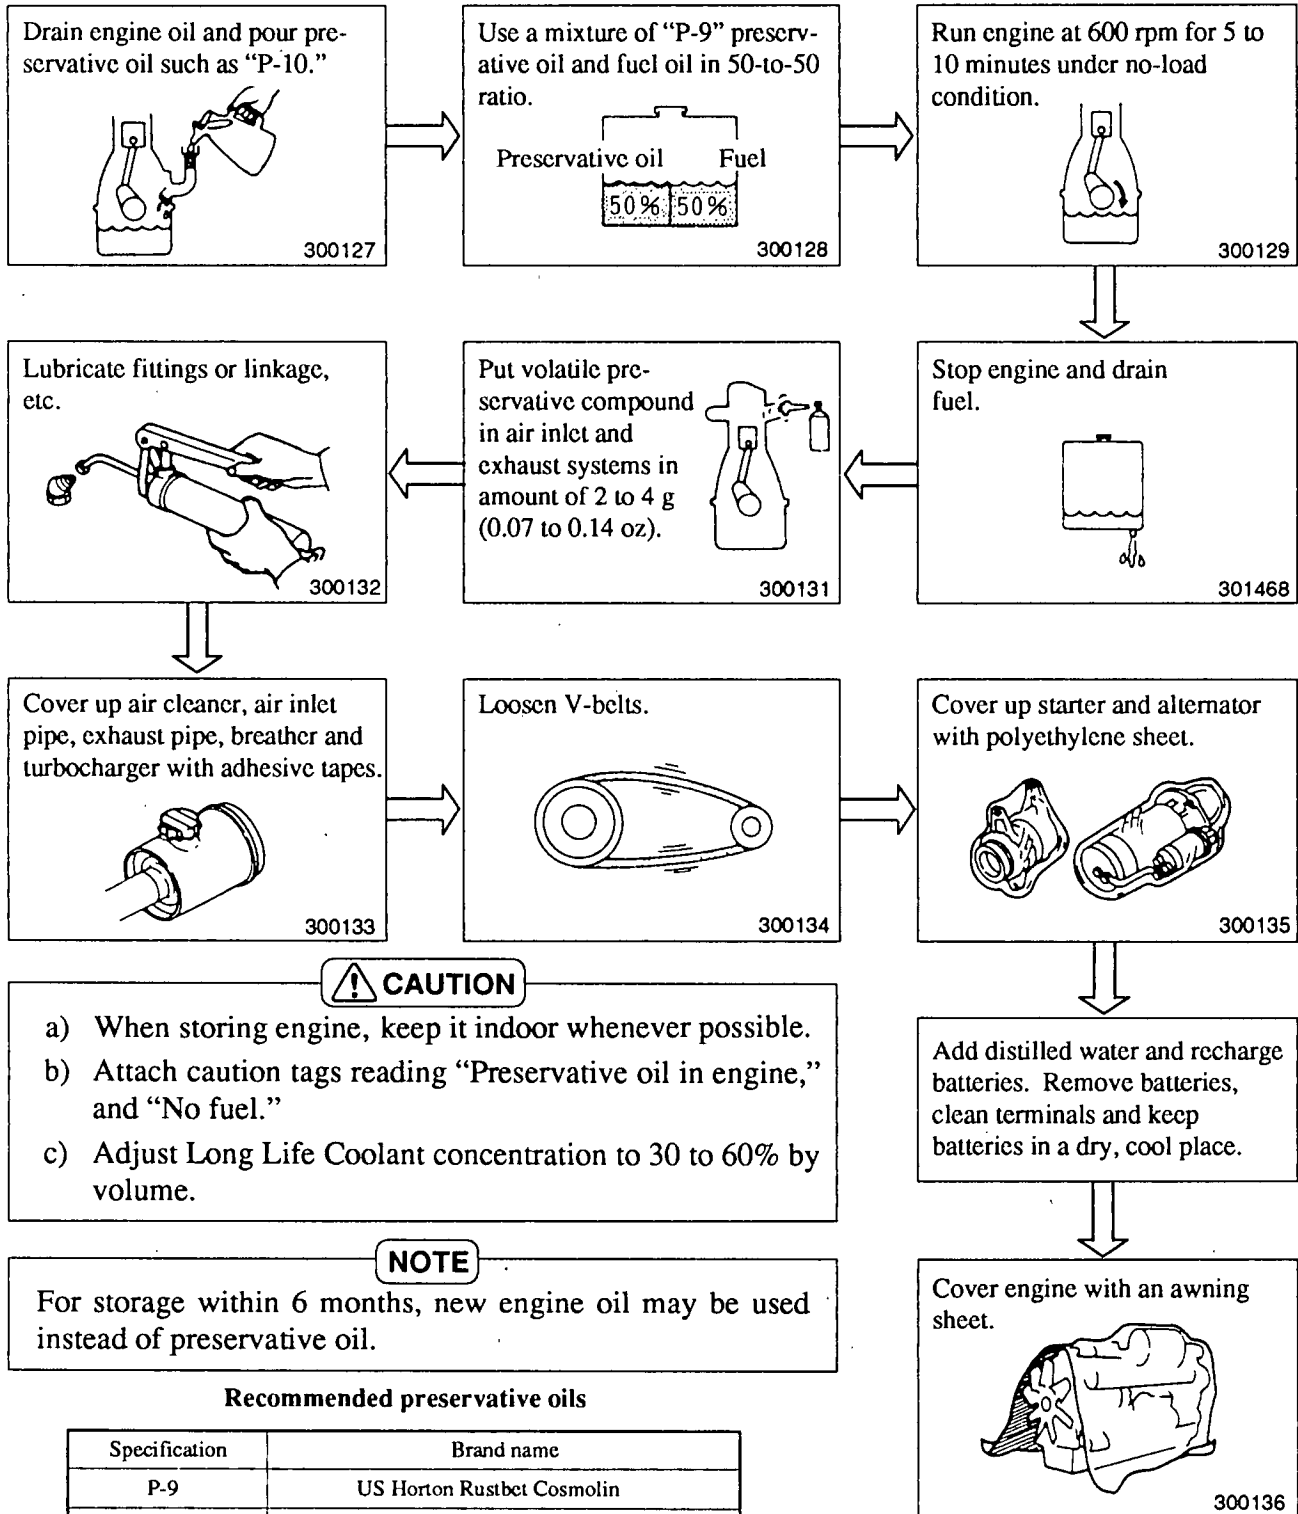 Drain engine oil and pour pre-
servative oil such as “P-10.”
300127
Use a mixture of “P-9” preserv-
ative oil and fuel oil in 50-to-50
ratio.
Preservative oil Fuel
50% 50%
300128
Run engine at 600 rpm for 5 to
10 minutes under no-load
condition.
300129
Stop engine and drain
fuel.
301468
Put volatile pre-
servative compound
in air inlet and
exhaust systems in
amount of 2 to 4 g
(0.07 to 0.14 oz).
300131
Lubricate fittings or linkage,
etc.
300132
Cover up air cleaner, air inlet
pipe, exhaust pipe, breather and
turbocharger with adhesive tapes.
300133
Loosen V-belts.
300134
Cover up starter and alternator
with polyethylene sheet.
300135
Add distilled water and recharge
batteries. Remove batteries,
clean terminals and keep
batteries in a dry, cool place.
Cover engine with an awning
sheet.
300136
CAUTION
a) When storing engine, keep it indoor whenever possible.
b) Attach caution tags reading “Preservative oil in engine,”
and “No fuel.”
c) Adjust Long Life Coolant concentration to 30 to 60% by
volume.
NOTE
For storage within 6 months, new engine oil may be used
instead of preservative oil.
Recommended preservative oils
Specification Brand name
P-9 US Horton Rustbet Cosmolin